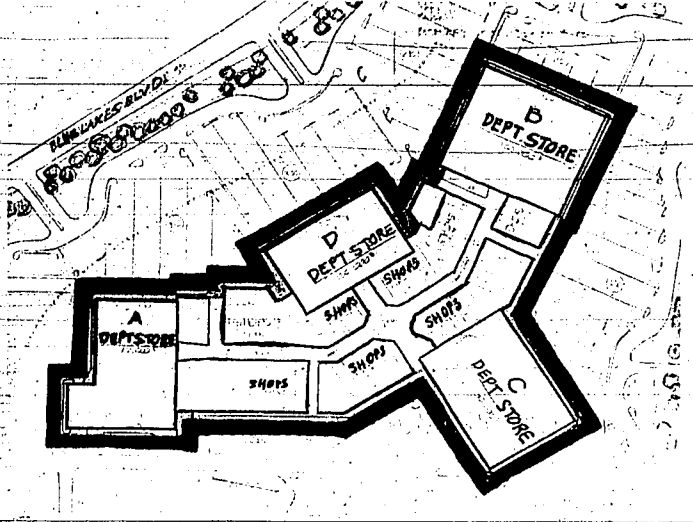 BLUE LAKES BLVD.
B
DEPT STORE
D
DEPT STORE
SHOPS
SHOPS
SHOPS
A
DEPT STORE
SHOPS
SHOPS
C
DEPT. STORE